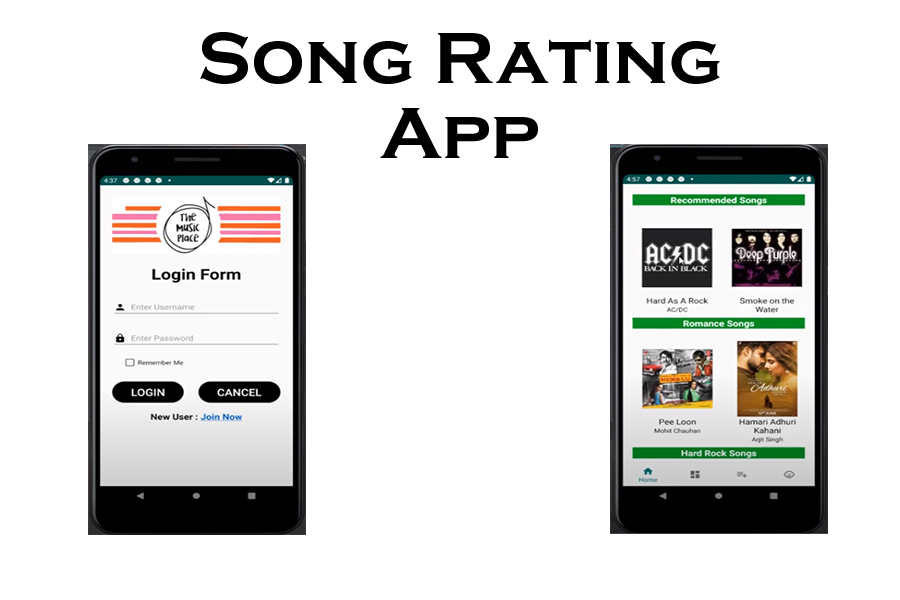 Song Rating
App
4:37
THE
MUSIC
PLACE
Login Form
Enter Username
Enter Password
Remember Me
LOGIN CANCEL
New User : Join Now
4:57
Recommended Songs
AC DC
BACK IN BLACK
Deep Purple
Hard As A Rock
AC/DC
Smoke on the
Water
Romance Songs
MUMBAI
Adhuri
Pee Loon
Mohit Chauhan
Hamari Adhuri
Kahani
Arjit Singh
Hard Rock Songs
Home